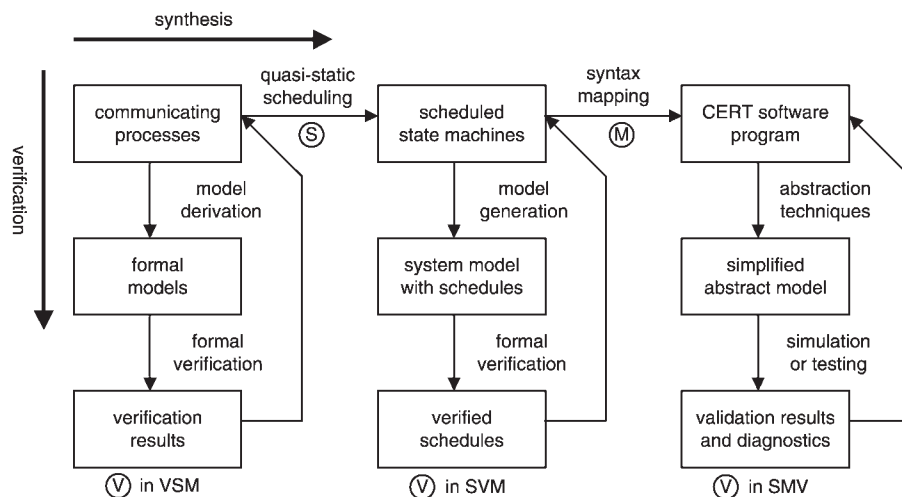 synthesis
verification
quasi-static
scheduling
syntax
mapping
communicating
processes
S
scheduled
state machines
M
CERT software
program
model
derivation
model
generation
abstraction
techniques
formal
models
system model
with schedules
simplified
abstract model
formal
verification
formal
verification
simulation
or testing
verification
results
verified
schedules
validation results
and diagnostics
V in VSM
V in SVM
V in SMV